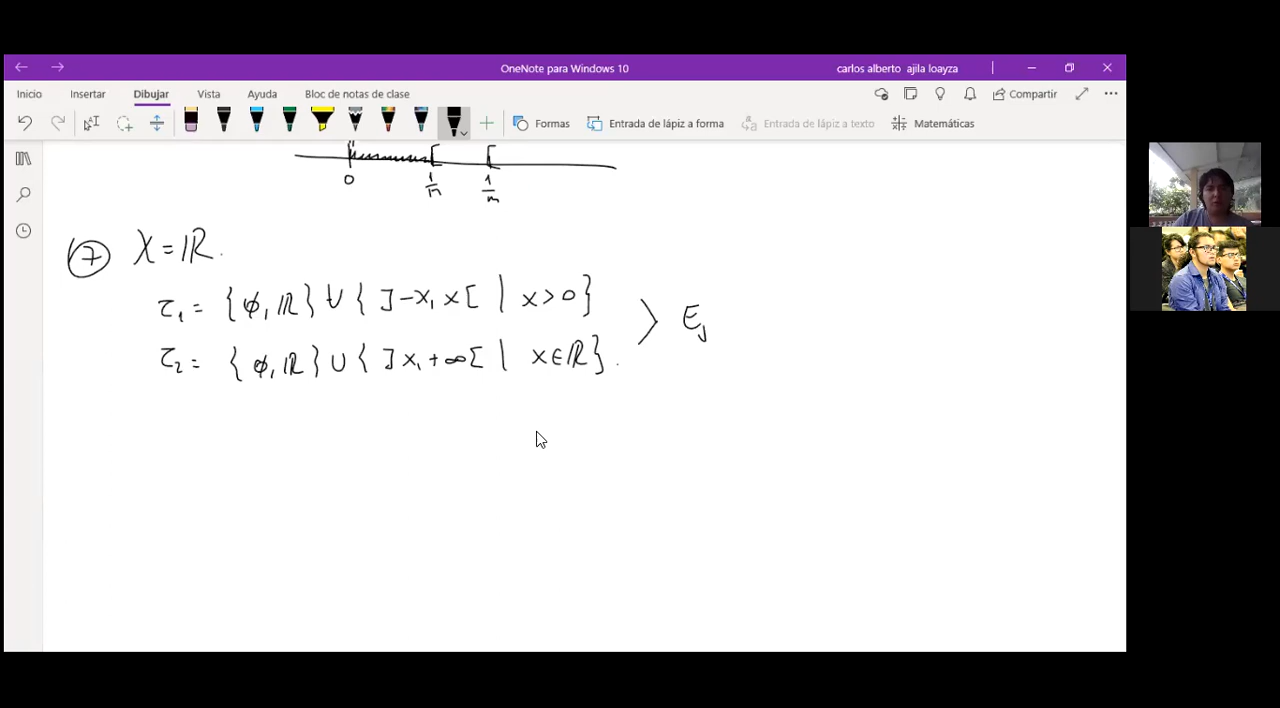 OneNote para Windows 10
carlos alberto ajila loayza
Inicio Insertar Dibujar Vista Ayuda Bloc de notas de clase
Compartir
Formas Entrada de lápiz a forma Entrada de lápiz a texto Matemáticas
0 1/n 1/m
⑦ X = ℝ.
τ₁ = {ϕ, ℝ} ∪ { ]-x, x[ | x > 0}
τ₂ = {ϕ, ℝ} ∪ { ]x, +∞[ | x ∈ ℝ}.
Ej